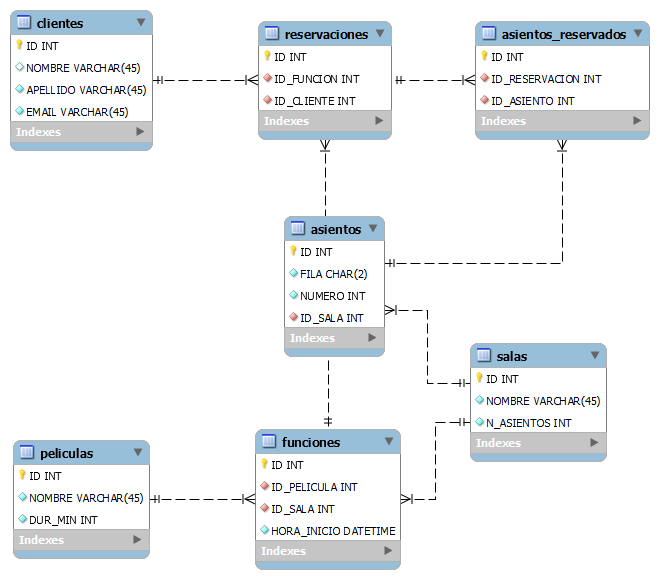 clientes
ID INT
NOMBRE VARCHAR(45)
APELLIDO VARCHAR(45)
EMAIL VARCHAR(45)
Indexes
reservaciones
ID INT
ID_FUNCION INT
ID_CLIENTE INT
Indexes
asientos_reservados
ID INT
ID_RESERVACION INT
ID_ASIENTO INT
Indexes
asientos
ID INT
FILA CHAR(2)
NUMERO INT
ID_SALA INT
Indexes
salas
ID INT
NOMBRE VARCHAR(45)
N_ASIENTOS INT
Indexes
peliculas
ID INT
NOMBRE VARCHAR(45)
DUR_MIN INT
Indexes
funciones
ID INT
ID_PELICULA INT
ID_SALA INT
HORA_INICIO DATETIME
Indexes